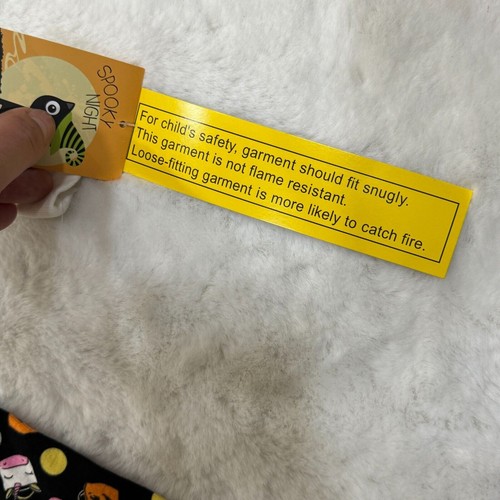 SPOOKY
NIGHT
For child's safety, garment should fit snugly.
This garment is not flame resistant.
Loose-fitting garment is more likely to catch fire.